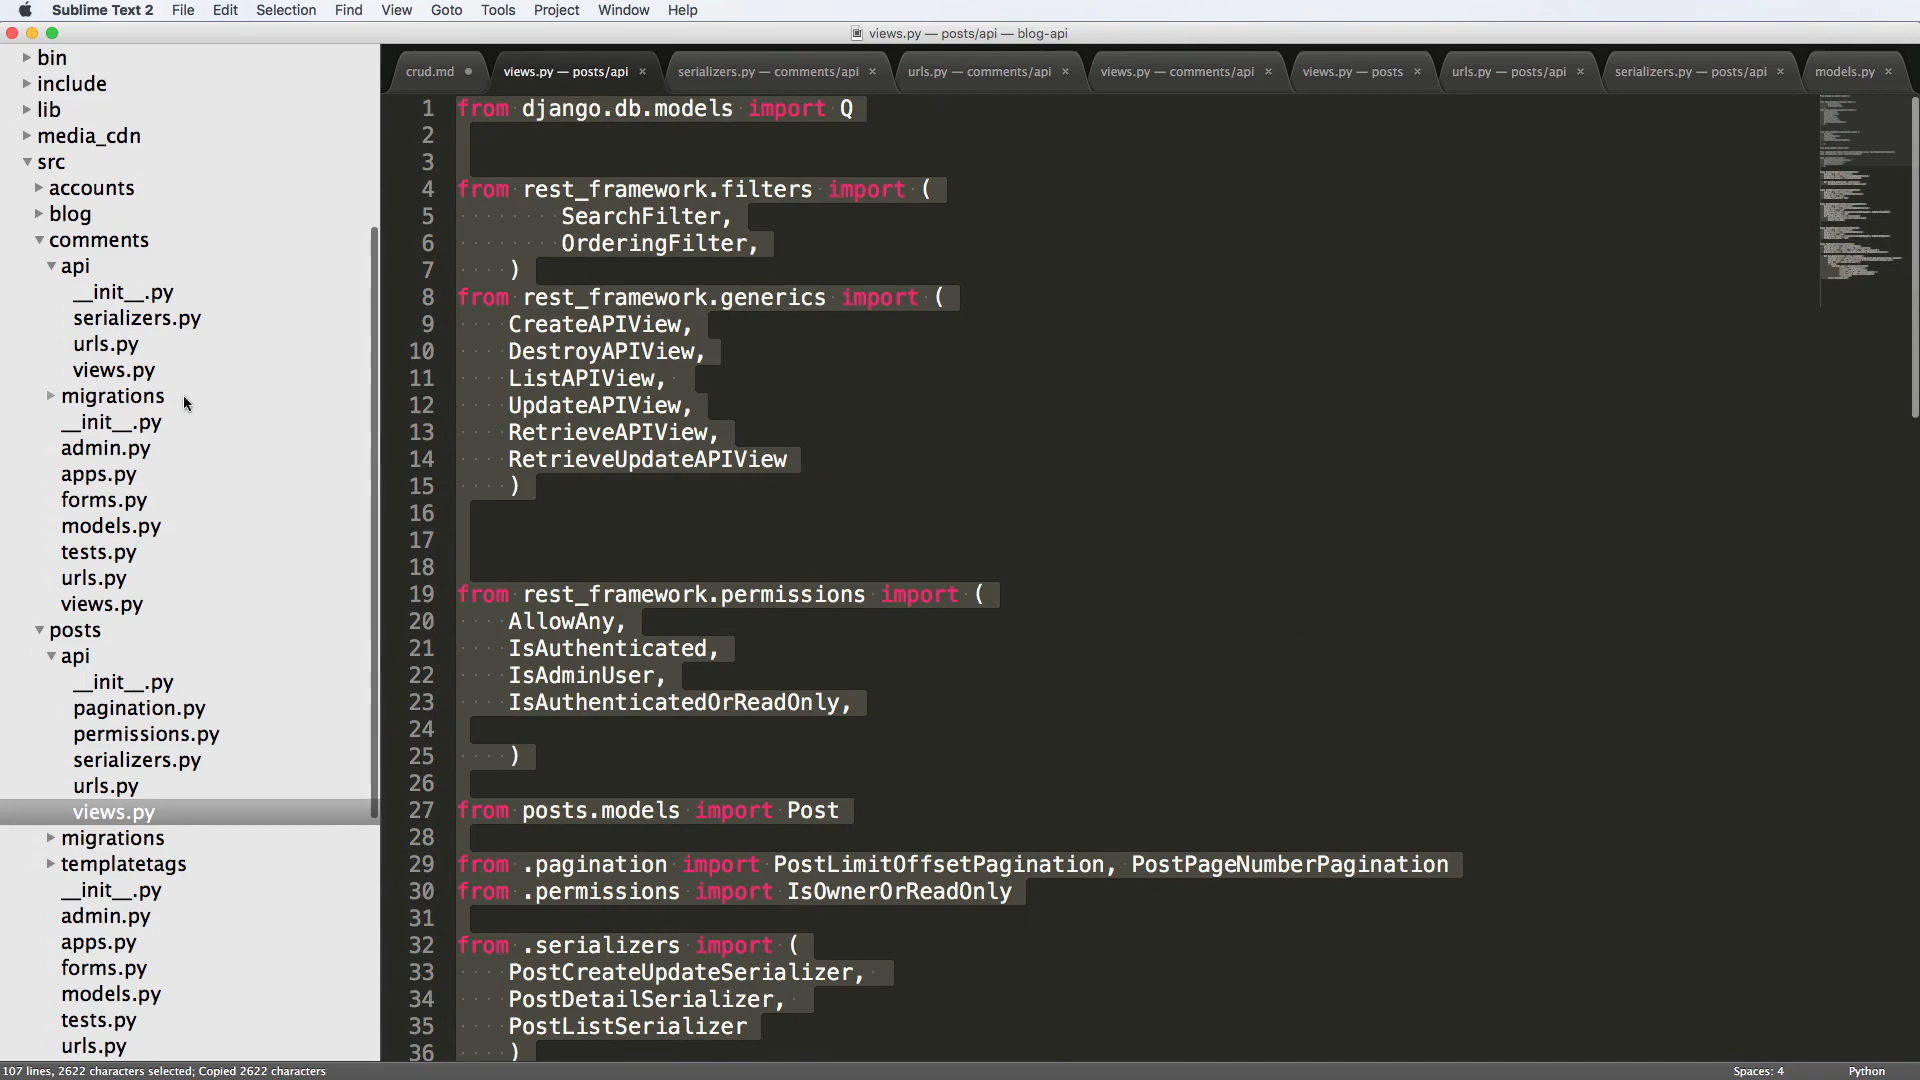 Sublime Text 2 File Edit Selection Find View Goto Tools Project Window Help
views.py — posts/api — blog-api
bin
include
lib
media_cdn
src
accounts
blog
comments
api
__init__.py
serializers.py
urls.py
views.py
migrations
__init__.py
admin.py
apps.py
forms.py
models.py
tests.py
urls.py
views.py
posts
api
__init__.py
pagination.py
permissions.py
serializers.py
urls.py
views.py
migrations
templatetags
__init__.py
admin.py
apps.py
forms.py
models.py
tests.py
urls.py
crud.md views.py — posts/api × serializers.py — comments/api × urls.py — comments/api × views.py — comments/api × views.py — posts × urls.py — posts/api × serializers.py — posts/api × models.py ×
1 from django.db.models import Q
2
3
4 from rest_framework.filters import (
5 SearchFilter,
6 OrderingFilter,
7 )
8 from rest_framework.generics import (
9 CreateAPIView,
10 DestroyAPIView,
11 ListAPIView,
12 UpdateAPIView,
13 RetrieveAPIView,
14 RetrieveUpdateAPIView
15 )
16
17
18
19 from rest_framework.permissions import (
20 AllowAny,
21 IsAuthenticated,
22 IsAdminUser,
23 IsAuthenticatedOrReadOnly,
24
25 )
26
27 from posts.models import Post
28
29 from .pagination import PostLimitOffsetPagination, PostPageNumberPagination
30 from .permissions import IsOwnerOrReadOnly
31
32 from .serializers import (
33 PostCreateUpdateSerializer,
34 PostDetailSerializer,
35 PostListSerializer
36 )
107 lines, 2622 characters selected; Copied 2622 characters Spaces: 4 Python